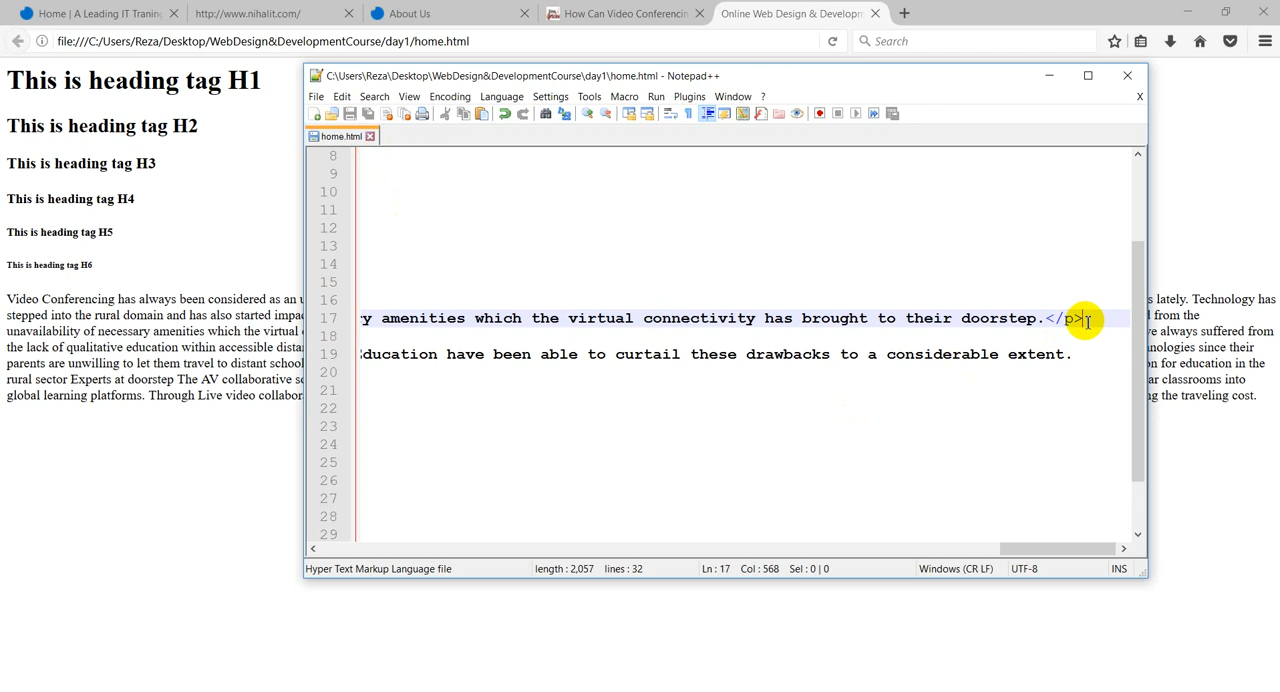 Home | A Leading IT Traning
http://www.nihalit.com/
About Us
How Can Video Conferencin
Online Web Design & Developm
file:///C:/Users/Reza/Desktop/WebDesign&DevelopmentCourse/day1/home.html
Search
This is heading tag H1
This is heading tag H2
This is heading tag H3
This is heading tag H4
This is heading tag H5
This is heading tag H6
Video Conferencing has always been considered as an u
s lately. Technology has
stepped into the rural domain and has also started impa
d from the
unavailability of necessary amenities which the virtual
ve always suffered from
the lack of qualitative education within accessible distan
nologies since their
parents are unwilling to let them travel to distant school
on for education in the
rural sector Experts at doorstep The AV collaborative so
ar classrooms into
global learning platforms. Through Live video collabor
ng the traveling cost.
C:\Users\Reza\Desktop\WebDesign&DevelopmentCourse\day1\home.html - Notepad++
File Edit Search View Encoding Language Settings Tools Macro Run Plugins Window ? X
home.html
8
9
10
11
12
13
14
15
16
17 ry amenities which the virtual connectivity has brought to their doorstep.</p>
18
19 Education have been able to curtail these drawbacks to a considerable extent.
20
21
22
23
24
25
26
27
28
29
Hyper Text Markup Language file length : 2,057 lines : 32 Ln : 17 Col : 568 Sel : 0 | 0 Windows (CR LF) UTF-8 INS